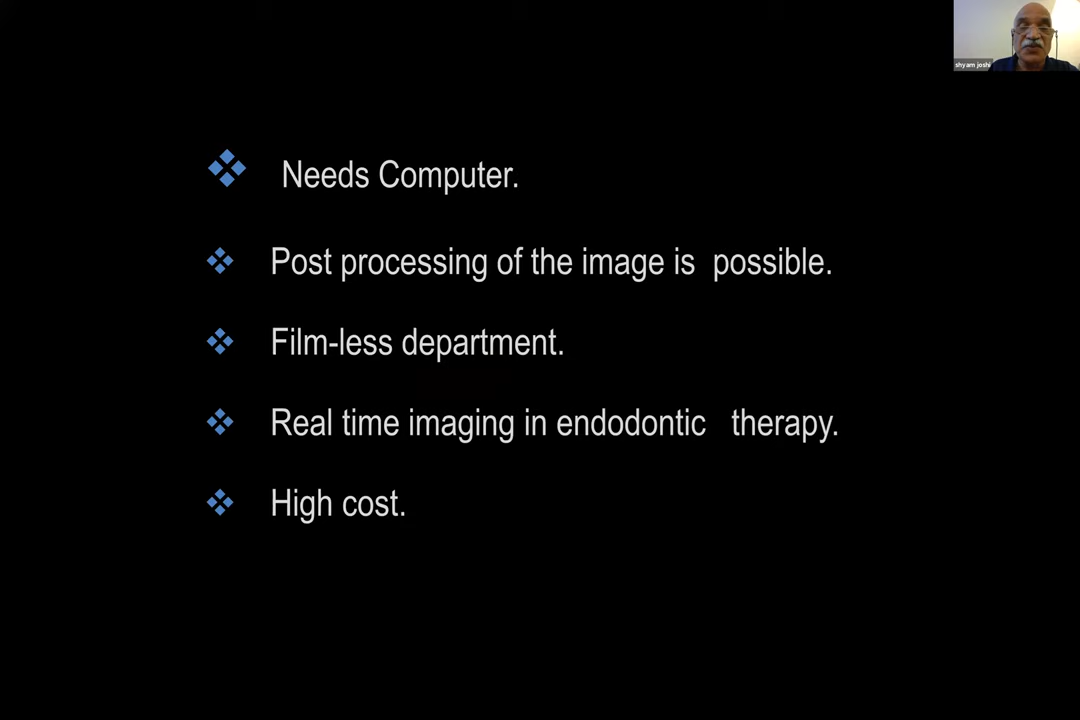 shyam joshi
Needs Computer.
Post processing of the image is possible.
Film-less department.
Real time imaging in endodontic therapy.
High cost.